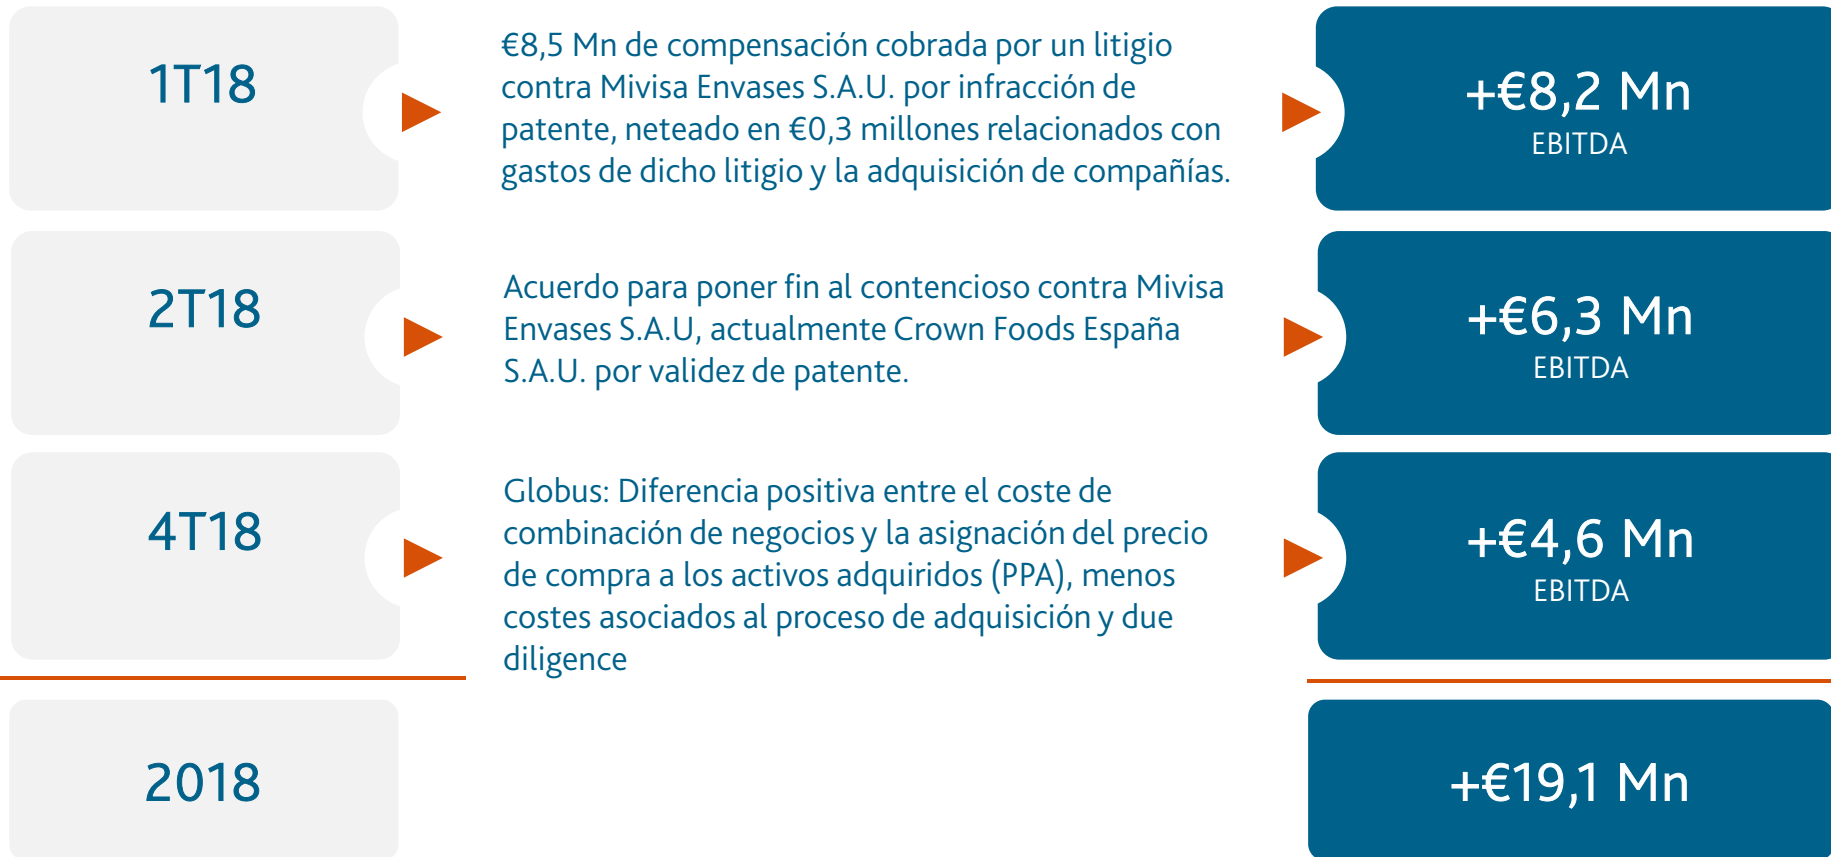 1T18
€8,5 Mn de compensación cobrada por un litigio
contra Mivisa Envases S.A.U. por infracción de
patente, neteado en €0,3 millones relacionados con
gastos de dicho litigio y la adquisición de compañías.
+€8,2 Mn
EBITDA
2T18
Acuerdo para poner fin al contencioso contra Mivisa
Envases S.A.U, actualmente Crown Foods España
S.A.U. por validez de patente.
+€6,3 Mn
EBITDA
4T18
Globus: Diferencia positiva entre el coste de
combinación de negocios y la asignación del precio
de compra a los activos adquiridos (PPA), menos
costes asociados al proceso de adquisición y due
diligence
+€4,6 Mn
EBITDA
2018
+€19,1 Mn